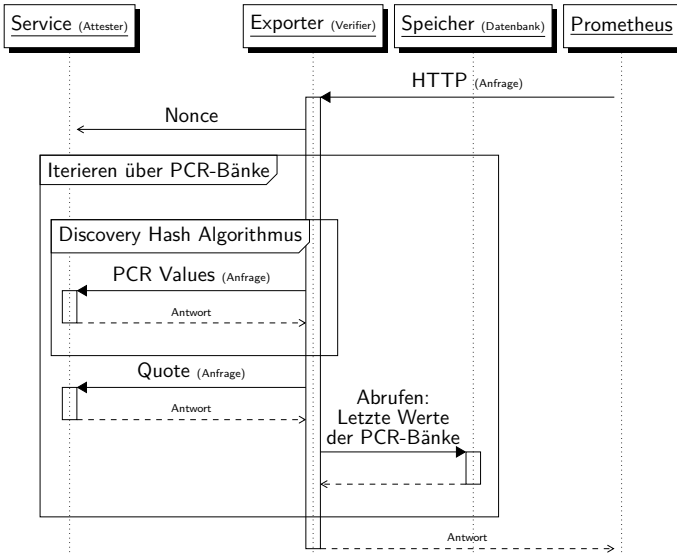 Service (Attester)
Exporter (Verifier)
Speicher (Datenbank)
Prometheus
HTTP (Anfrage)
Nonce
Iterieren über PCR-Bänke
Discovery Hash Algorithmus
PCR Values (Anfrage)
Antwort
Quote (Anfrage)
Antwort
Abrufen:
Letzte Werte
der PCR-Bänke
Antwort